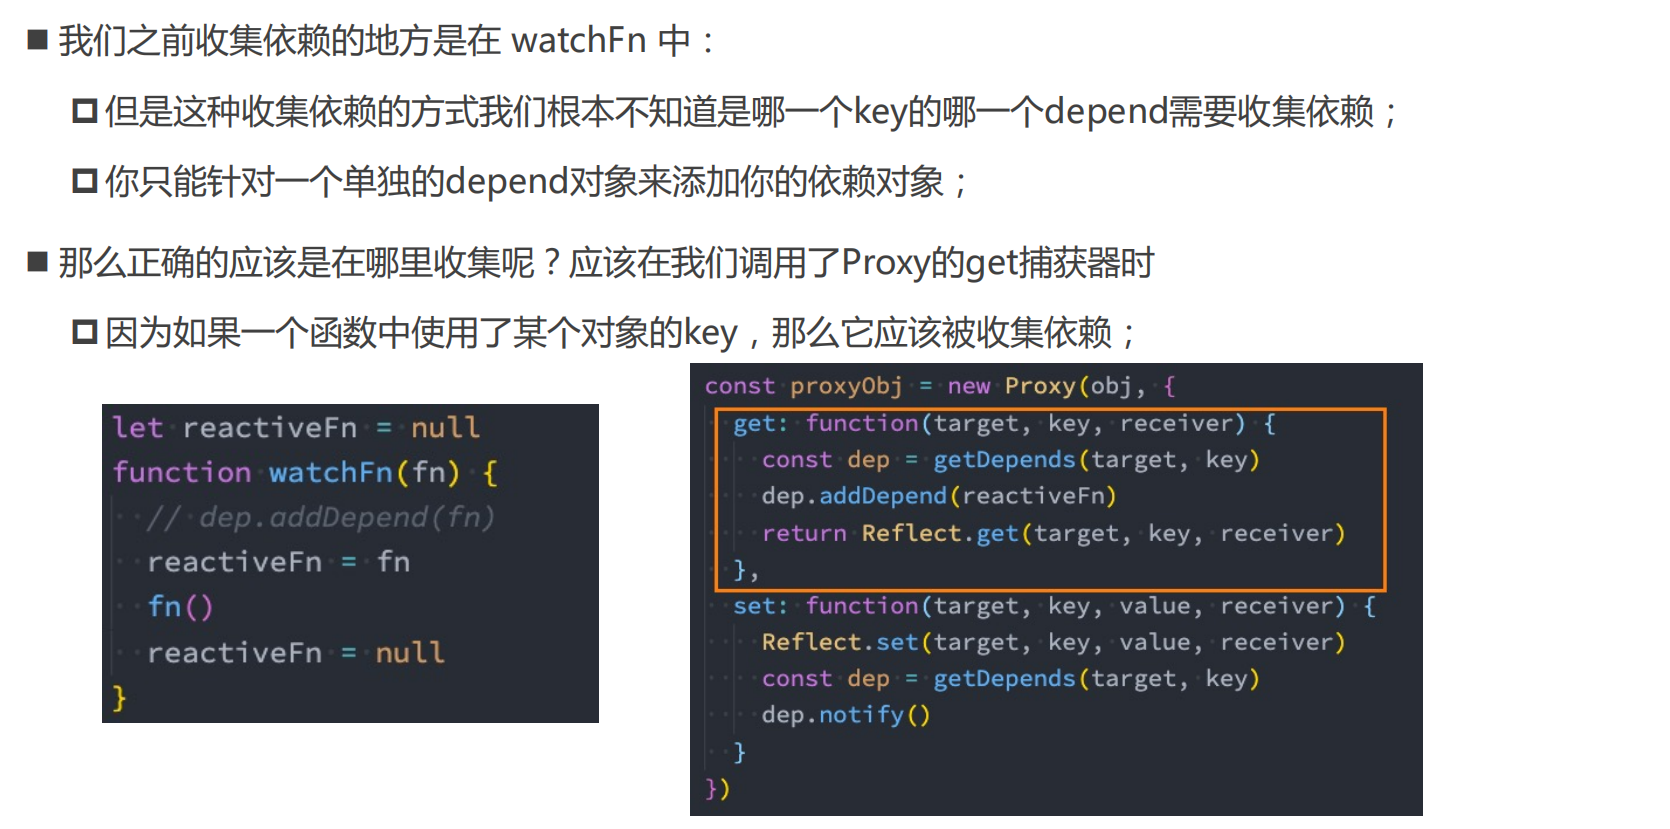 我们之前收集依赖的地方是在 watchFn 中：
但是这种收集依赖的方式我们根本不知道是哪一个key的哪一个depend需要收集依赖；
你只能针对一个单独的depend对象来添加你的依赖对象；
那么正确的应该是在哪里收集呢？应该在我们调用了Proxy的get捕获器时
因为如果一个函数中使用了某个对象的key，那么它应该被收集依赖；
let reactiveFn = null
function watchFn(fn) {
// dep.addDepend(fn)
reactiveFn = fn
fn()
reactiveFn = null
}
const proxyObj = new Proxy(obj, {
get: function(target, key, receiver) {
const dep = getDepends(target, key)
dep.addDepend(reactiveFn)
return Reflect.get(target, key, receiver)
},
set: function(target, key, value, receiver) {
Reflect.set(target, key, value, receiver)
const dep = getDepends(target, key)
dep.notify()
}
})